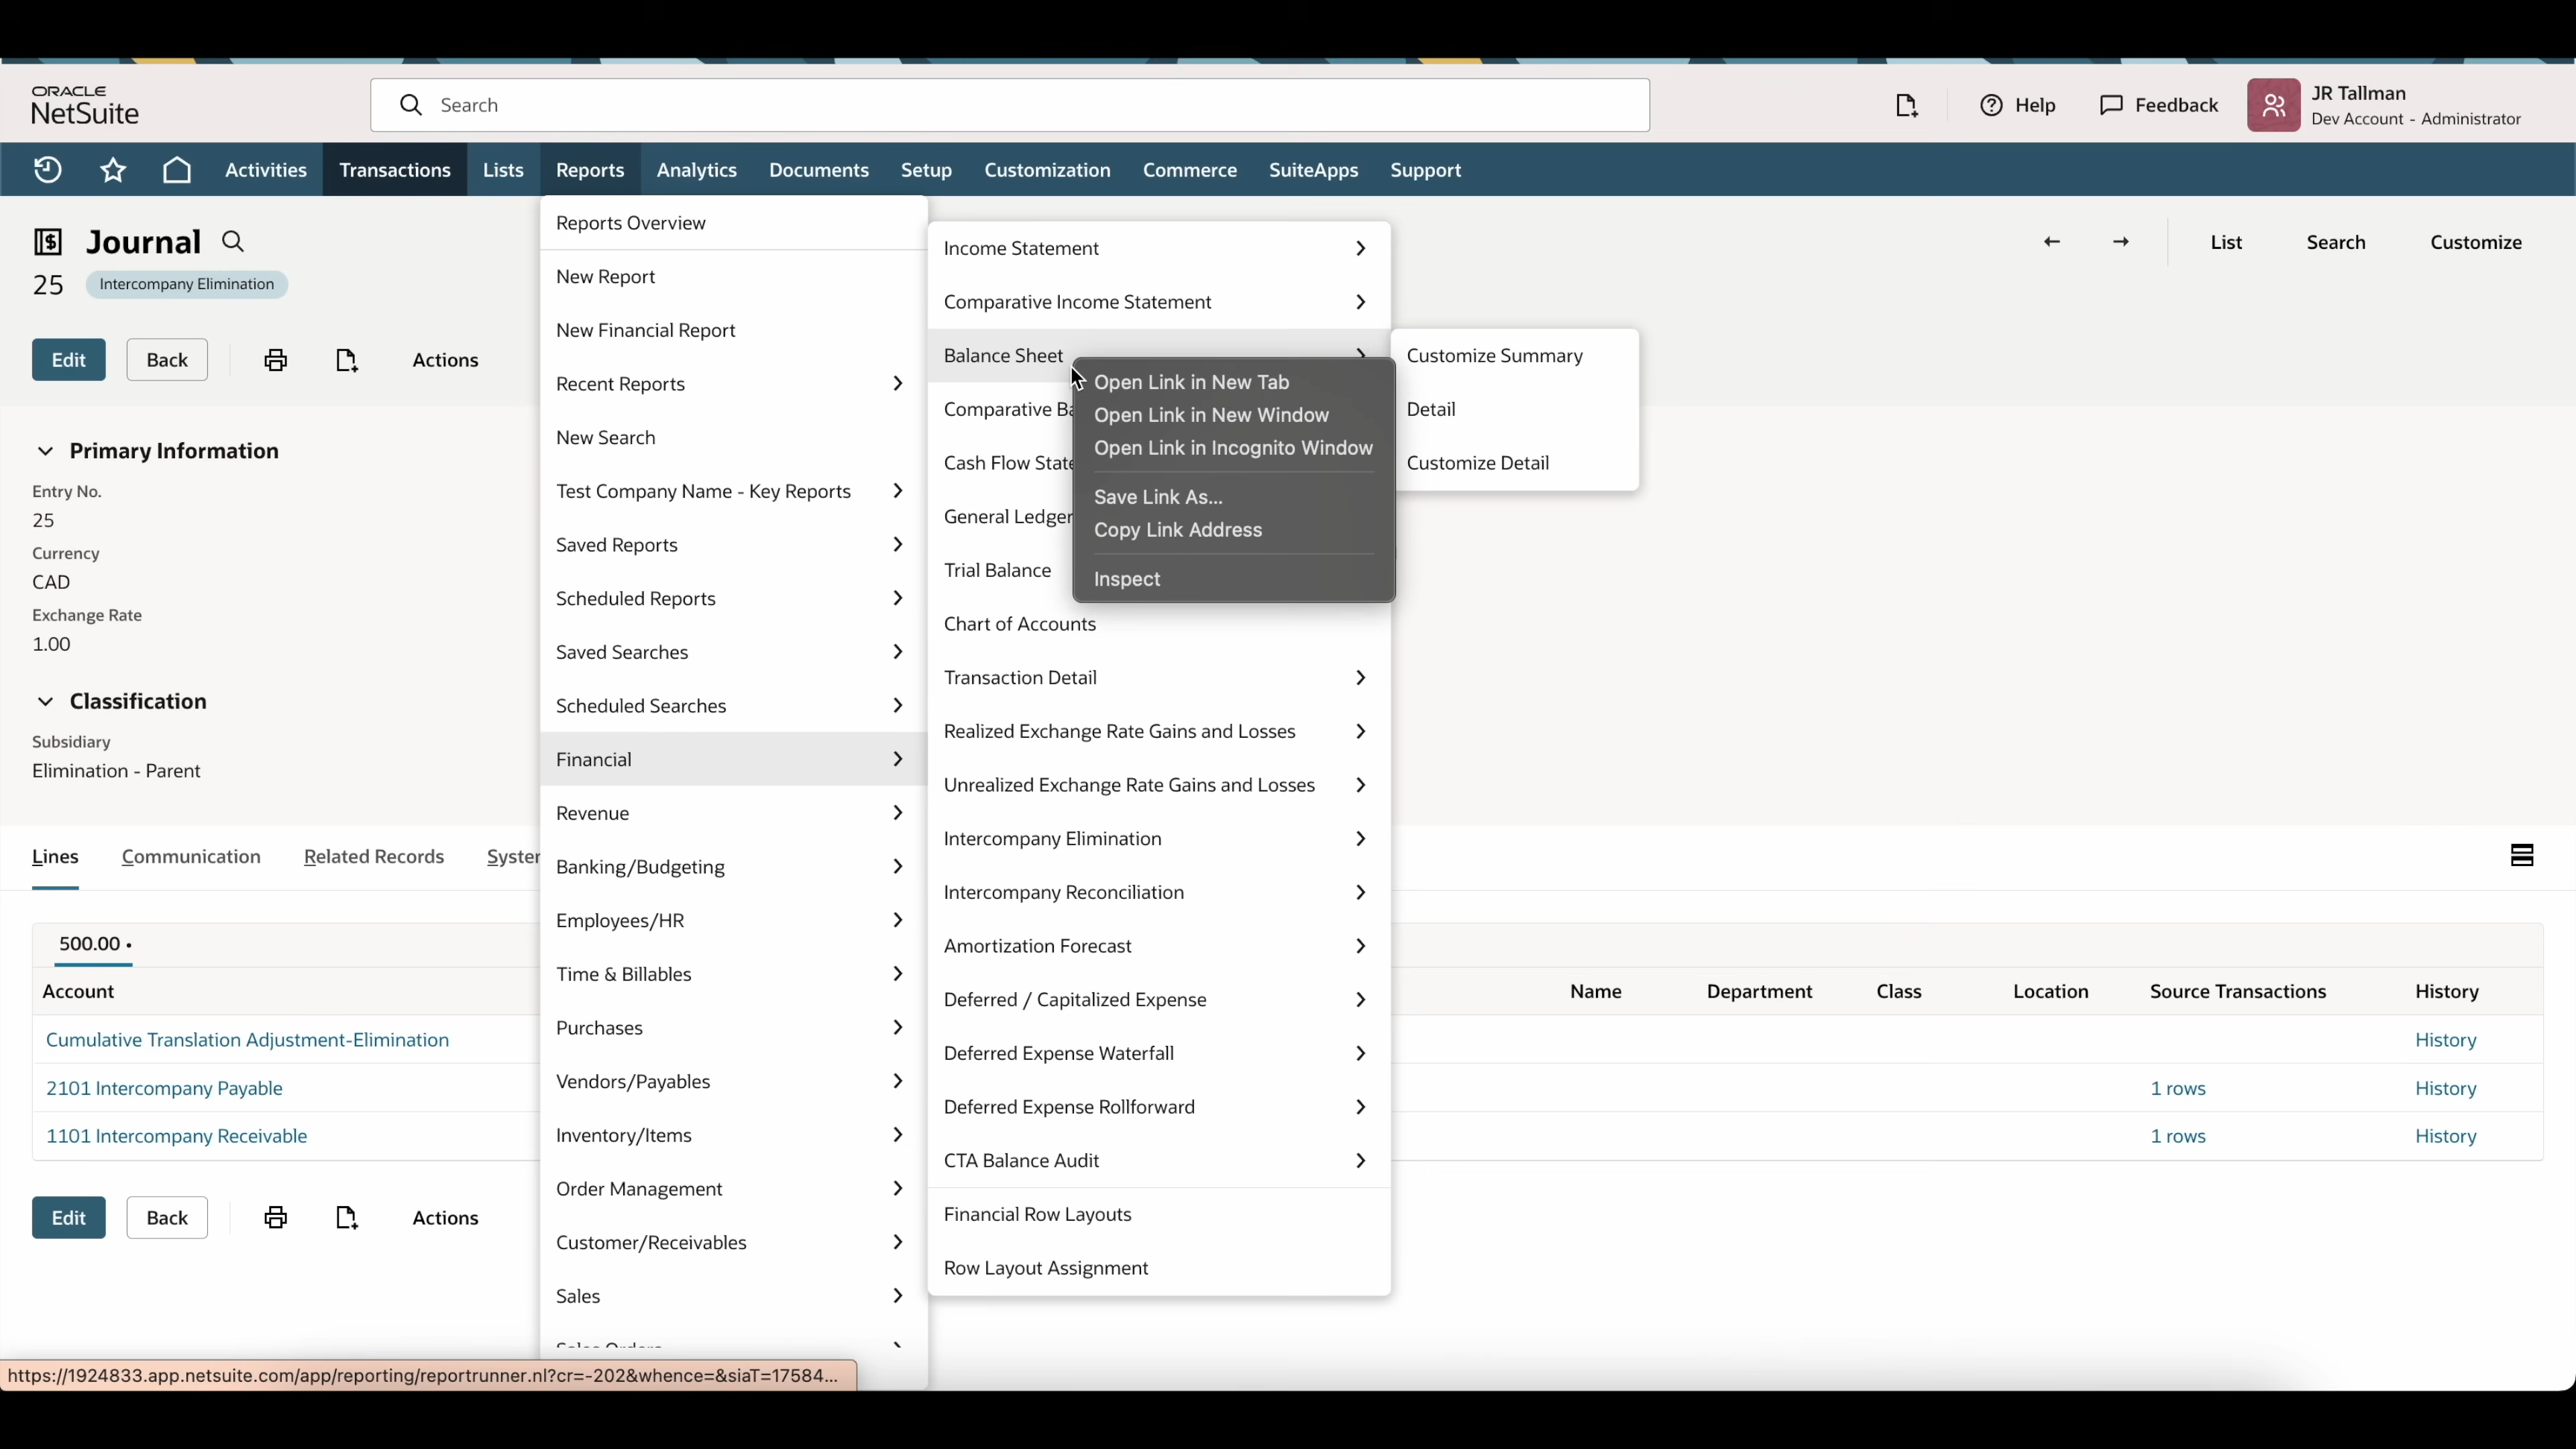 ORACLE
NetSuite
Search
Help
Feedback
JR Tallman
Dev Account - Administrator
Activities
Transactions
Lists
Reports
Analytics
Documents
Setup
Customization
Commerce
SuiteApps
Support
Journal
25
Intercompany Elimination
List
Search
Customize
Edit
Back
Actions
Primary Information
Entry No.
25
Currency
CAD
Exchange Rate
1.00
Classification
Subsidiary
Elimination - Parent
Reports Overview
New Report
New Financial Report
Recent Reports
New Search
Test Company Name - Key Reports
Saved Reports
Scheduled Reports
Saved Searches
Scheduled Searches
Financial
Revenue
Banking/Budgeting
Employees/HR
Time & Billables
Purchases
Vendors/Payables
Inventory/Items
Order Management
Customer/Receivables
Sales
Income Statement
Comparative Income Statement
Balance Sheet
Comparative Ba
Cash Flow State
General Ledger
Trial Balance
Chart of Accounts
Transaction Detail
Realized Exchange Rate Gains and Losses
Unrealized Exchange Rate Gains and Losses
Intercompany Elimination
Intercompany Reconciliation
Amortization Forecast
Deferred / Capitalized Expense
Deferred Expense Waterfall
Deferred Expense Rollforward
CTA Balance Audit
Financial Row Layouts
Row Layout Assignment
Open Link in New Tab
Open Link in New Window
Open Link in Incognito Window
Save Link As...
Copy Link Address
Inspect
Customize Summary
Detail
Customize Detail
Lines
Communication
Related Records
Syster
500.00 •
Account
Name
Department
Class
Location
Source Transactions
History
Cumulative Translation Adjustment-Elimination
History
2101 Intercompany Payable
1 rows
History
1101 Intercompany Receivable
1 rows
History
Edit
Back
Actions
https://1924833.app.netsuite.com/app/reporting/reportrunner.nl?cr=-202&whence=&siaT=17584...